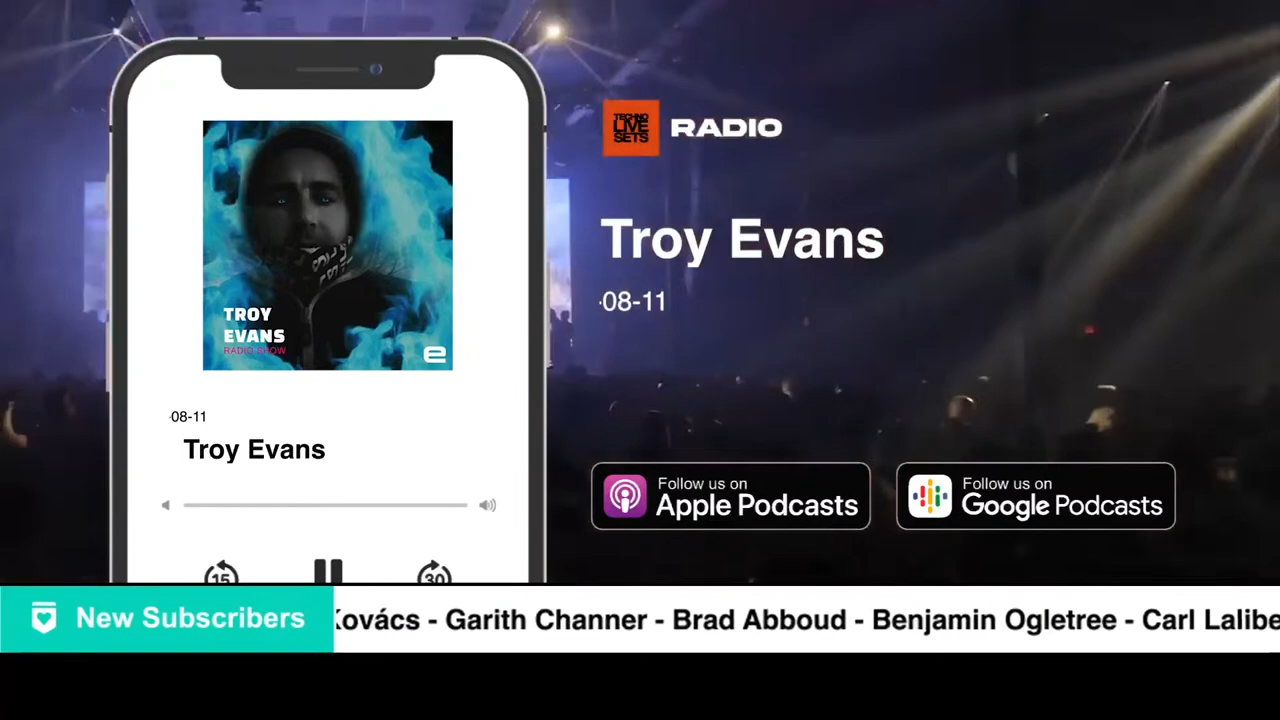 TECHNO
LIVE
SETS
RADIO
Troy Evans
08-11
TROY
EVANS
RADIO SHOW
e
08-11
Troy Evans
15
30
Follow us on
Apple Podcasts
Follow us on
Google Podcasts
New Subscribers
Kovács - Garith Channer - Brad Abboud - Benjamin Ogletree - Carl Lalibe